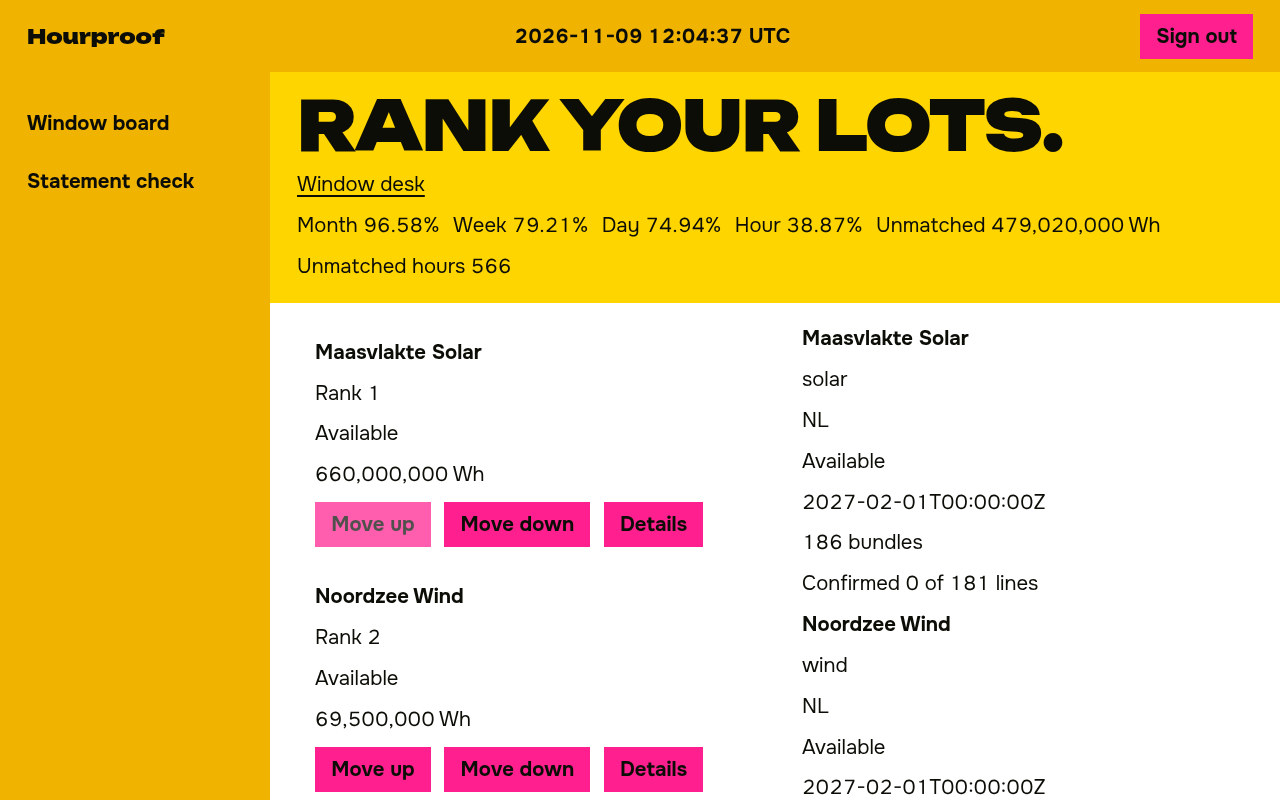 Hourproof
2026-11-09 12:04:37 UTC
Sign out
Window board
Statement check
RANK YOUR LOTS.
Window desk
Month 96.58% Week 79.21% Day 74.94% Hour 38.87% Unmatched 479,020,000 Wh
Unmatched hours 566
Maasvlakte Solar
Rank 1
Available
660,000,000 Wh
Move up Move down Details
Noordzee Wind
Rank 2
Available
69,500,000 Wh
Move up Move down Details
Maasvlakte Solar
solar
NL
Available
2027-02-01T00:00:00Z
186 bundles
Confirmed 0 of 181 lines
Noordzee Wind
wind
NL
Available
2027-02-01T00:00:00Z